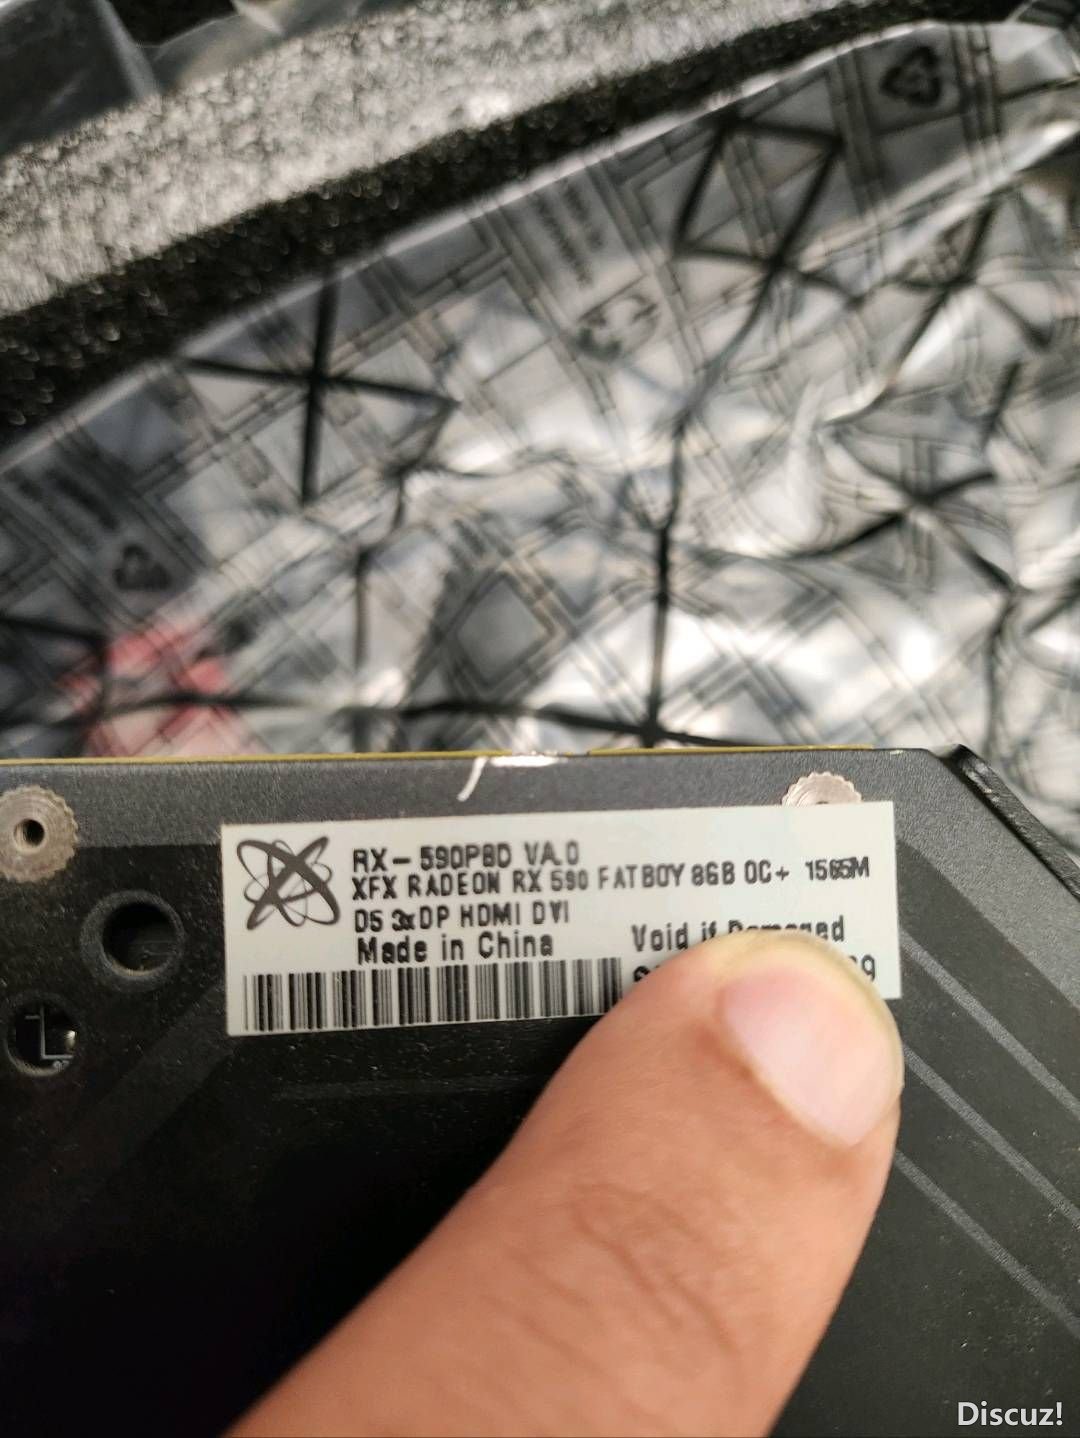 RX-590P8D VA.0
XFX RADEON RX 590 FATBOY 8GB OC+ 1565M
D5 3xDP HDMI DVI
Made in China
Void if Damaged
Discuz!